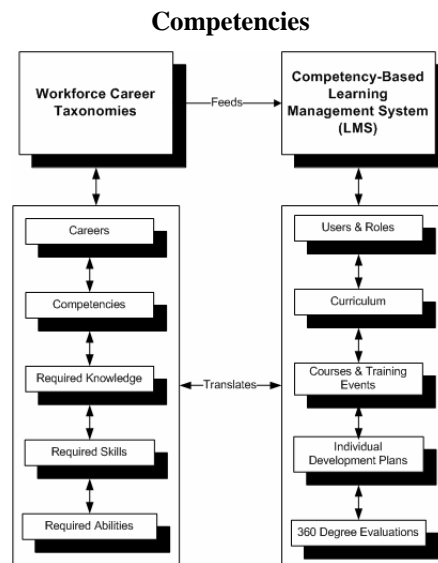 Competencies
Workforce Career
Taxonomies
Feeds
Competency-Based
Learning
Management System
(LMS)
Careers
Competencies
Required Knowledge
Required Skills
Required Abilities
Translates
Users & Roles
Curriculum
Courses & Training
Events
Individual
Development Plans
360 Degree Evaluations